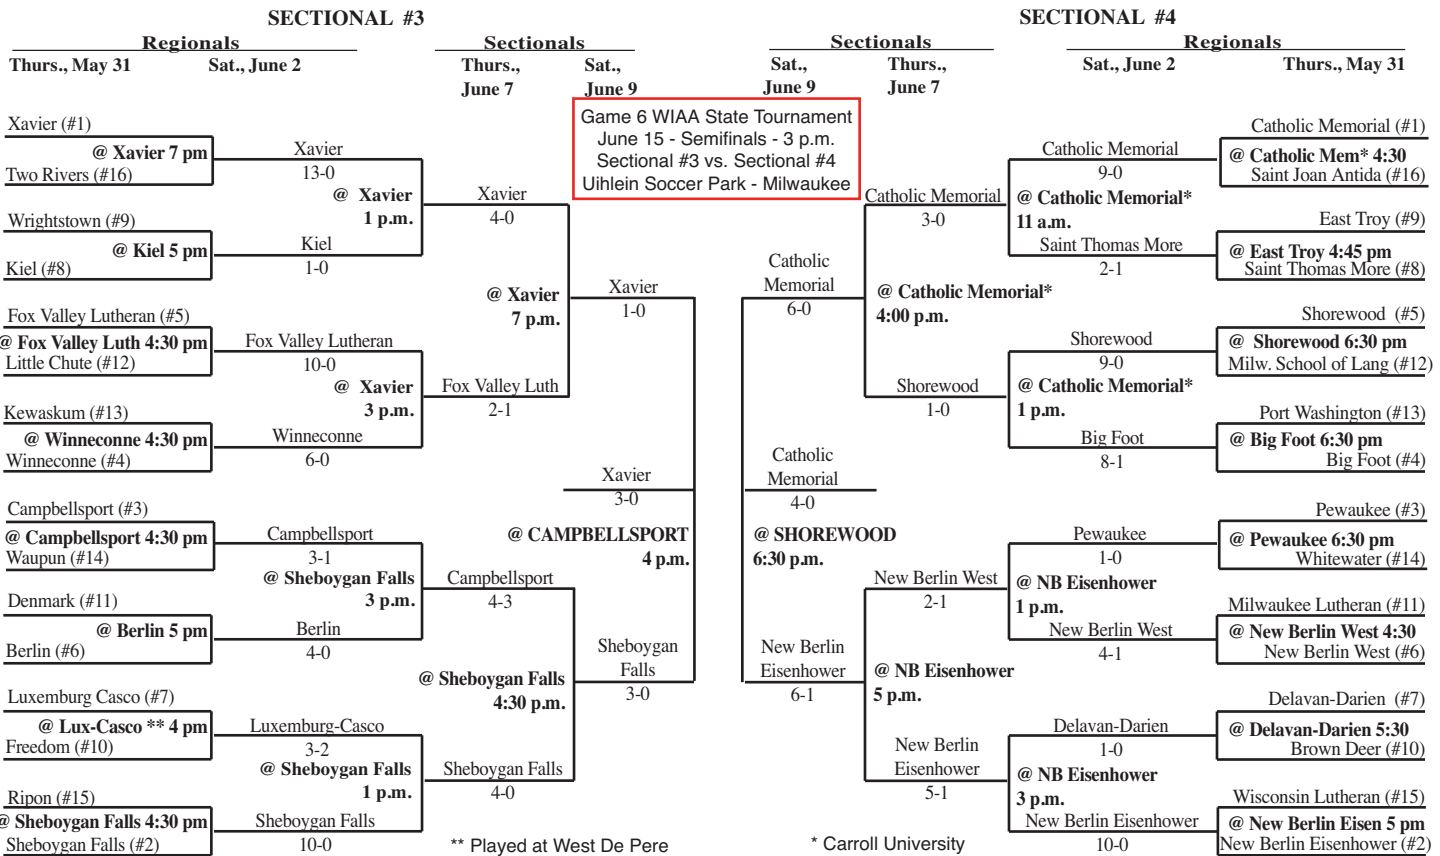 SECTIONAL #3
Regionals
Sectionals
Thurs., May 31
Sat., June 2
Thurs.,
June 7
Sat.,
June 9
Xavier (#1)
@ Xavier 7 pm
Two Rivers (#16)
Wrightstown (#9)
@ Kiel 5 pm
Kiel (#8)
Fox Valley Lutheran (#5)
@ Fox Valley Luth 4:30 pm
Little Chute (#12)
Kewaskum (#13)
@ Winneconne 4:30 pm
Winneconne (#4)
Campbellsport (#3)
@ Campbellsport 4:30 pm
Waupun (#14)
Denmark (#11)
@ Berlin 5 pm
Berlin (#6)
Luxemburg Casco (#7)
@ Lux-Casco ** 4 pm
Freedom (#10)
Ripon (#15)
@ Sheboygan Falls 4:30 pm
Sheboygan Falls (#2)
Xavier
13-0
@ Xavier
1 p.m.
Kiel
1-0
Fox Valley Lutheran
10-0
@ Xavier
3 p.m.
Winneconne
6-0
Campbellsport
3-1
@ Sheboygan Falls
3 p.m.
Berlin
4-0
Luxemburg-Casco
3-2
@ Sheboygan Falls
1 p.m.
Sheboygan Falls
10-0
Xavier
4-0
@ Xavier
7 p.m.
Fox Valley Luth
2-1
Campbellsport
4-3
@ Sheboygan Falls
4:30 p.m.
Sheboygan Falls
4-0
Xavier
1-0
Xavier
3-0
@ CAMPBELLSPORT
4 p.m.
Sheboygan
Falls
3-0
** Played at West De Pere
Game 6 WIAA State Tournament
June 15 - Semifinals - 3 p.m.
Sectional #3 vs. Sectional #4
Uihlein Soccer Park - Milwaukee
SECTIONAL #4
Sectionals
Regionals
Sat.,
June 9
Thurs.,
June 7
Sat., June 2
Thurs., May 31
Catholic
Memorial
6-0
Catholic
Memorial
4-0
@ SHOREWOOD
6:30 p.m.
New Berlin
Eisenhower
6-1
Catholic Memorial
3-0
@ Catholic Memorial*
4:00 p.m.
Shorewood
1-0
New Berlin West
2-1
@ NB Eisenhower
5 p.m.
New Berlin
Eisenhower
5-1
Catholic Memorial
9-0
@ Catholic Memorial*
11 a.m.
Saint Thomas More
2-1
Shorewood
9-0
@ Catholic Memorial*
1 p.m.
Big Foot
8-1
Pewaukee
1-0
@ NB Eisenhower
1 p.m.
New Berlin West
4-1
Delavan-Darien
1-0
@ NB Eisenhower
3 p.m.
New Berlin Eisenhower
10-0
Catholic Memorial (#1)
@ Catholic Mem* 4:30
Saint Joan Antida (#16)
East Troy (#9)
@ East Troy 4:45 pm
Saint Thomas More (#8)
Shorewood (#5)
@ Shorewood 6:30 pm
Milw. School of Lang (#12)
Port Washington (#13)
@ Big Foot 6:30 pm
Big Foot (#4)
Pewaukee (#3)
@ Pewaukee 6:30 pm
Whitewater (#14)
Milwaukee Lutheran (#11)
@ New Berlin West 4:30
New Berlin West (#6)
Delavan-Darien (#7)
@ Delavan-Darien 5:30
Brown Deer (#10)
Wisconsin Lutheran (#15)
@ New Berlin Eisen 5 pm
New Berlin Eisenhower (#2)
* Carroll University